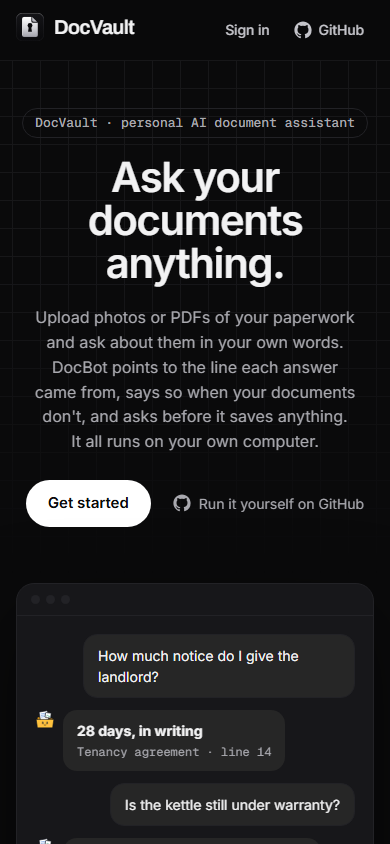 DocVault
Sign in
GitHub
DocVault · personal AI document assistant
Ask your
documents
anything.
Upload photos or PDFs of your paperwork
and ask about them in your own words.
DocBot points to the line each answer
came from, says so when your documents
don't, and asks before it saves anything.
It all runs on your own computer.
Get started
Run it yourself on GitHub
How much notice do I give the
landlord?
28 days, in writing
Tenancy agreement · line 14
Is the kettle still under warranty?